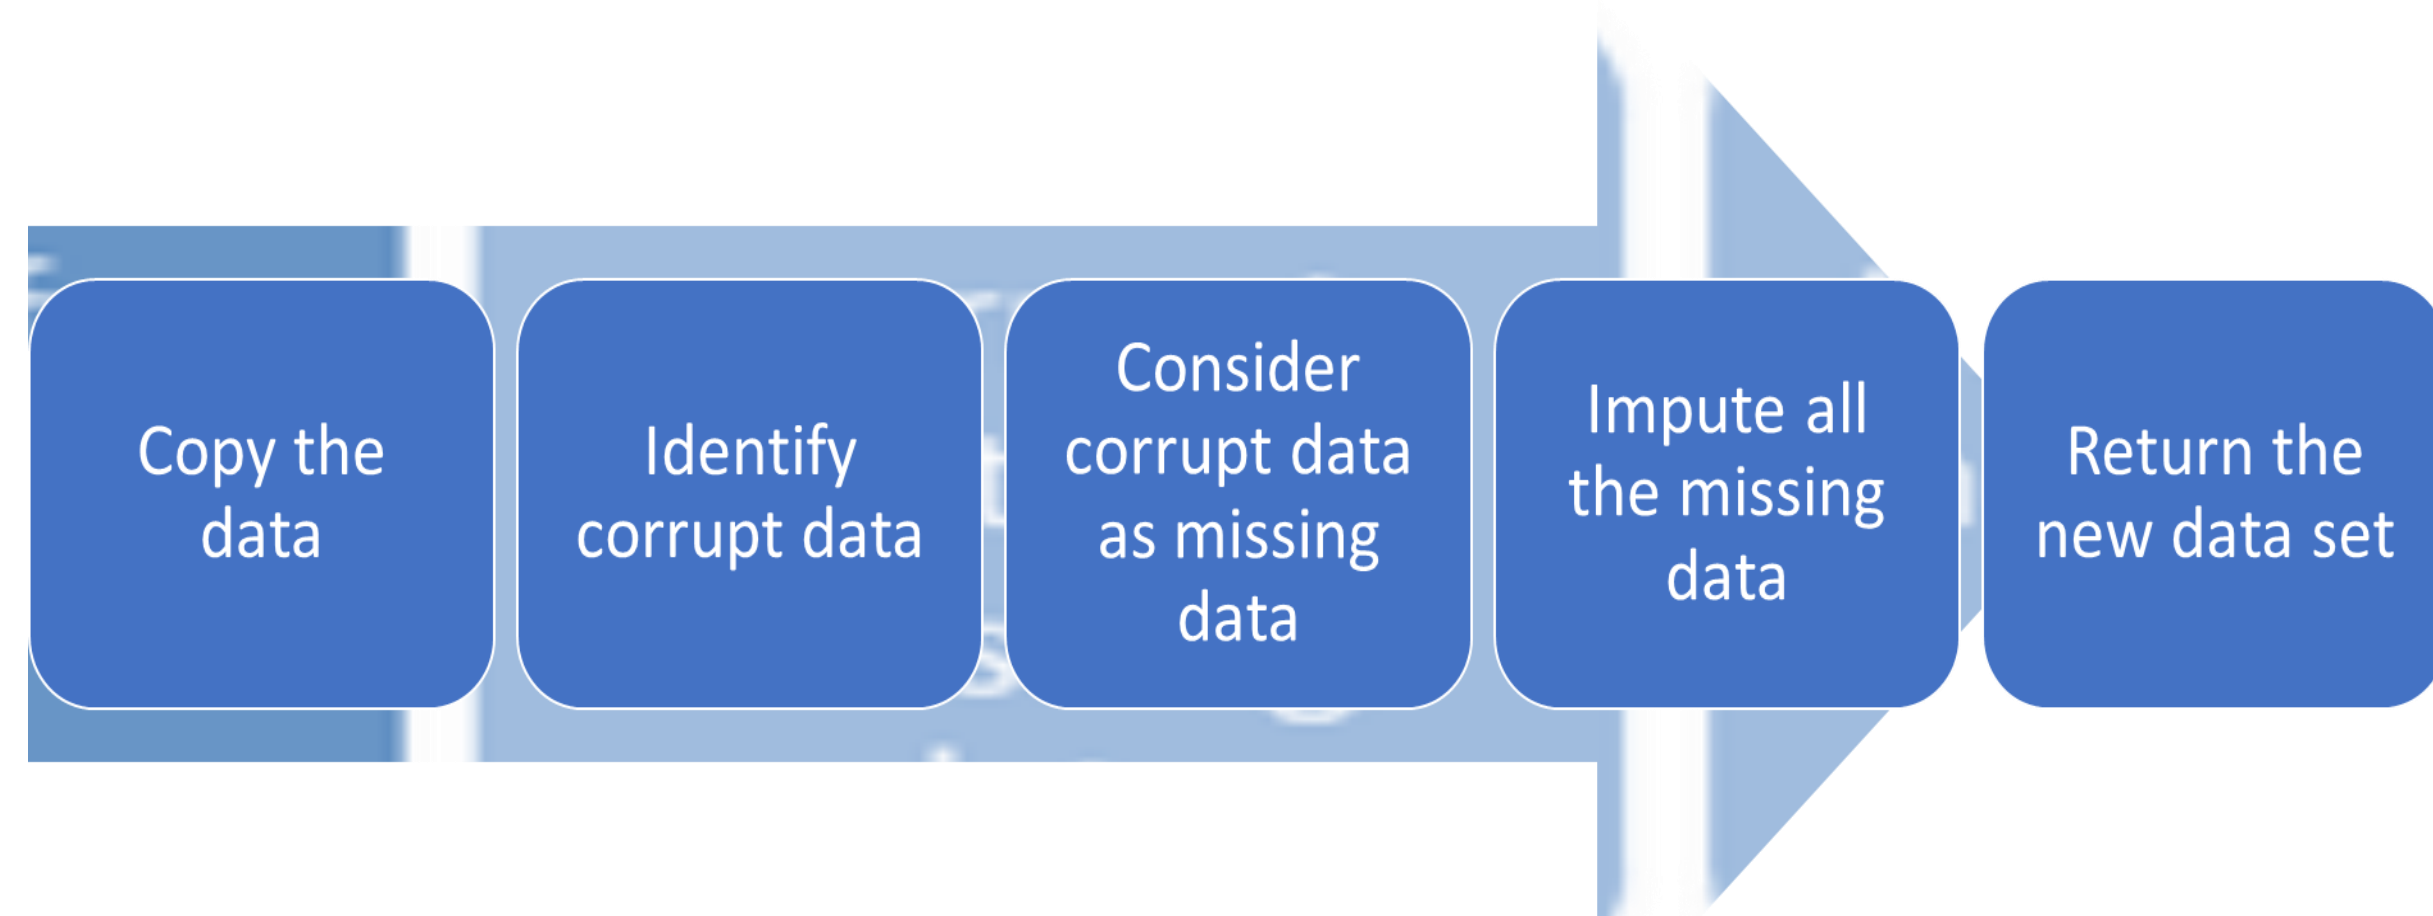 Copy the
data
Identify
corrupt data
Consider
corrupt data
as missing
data
Impute all
the missing
data
Return the
new data set